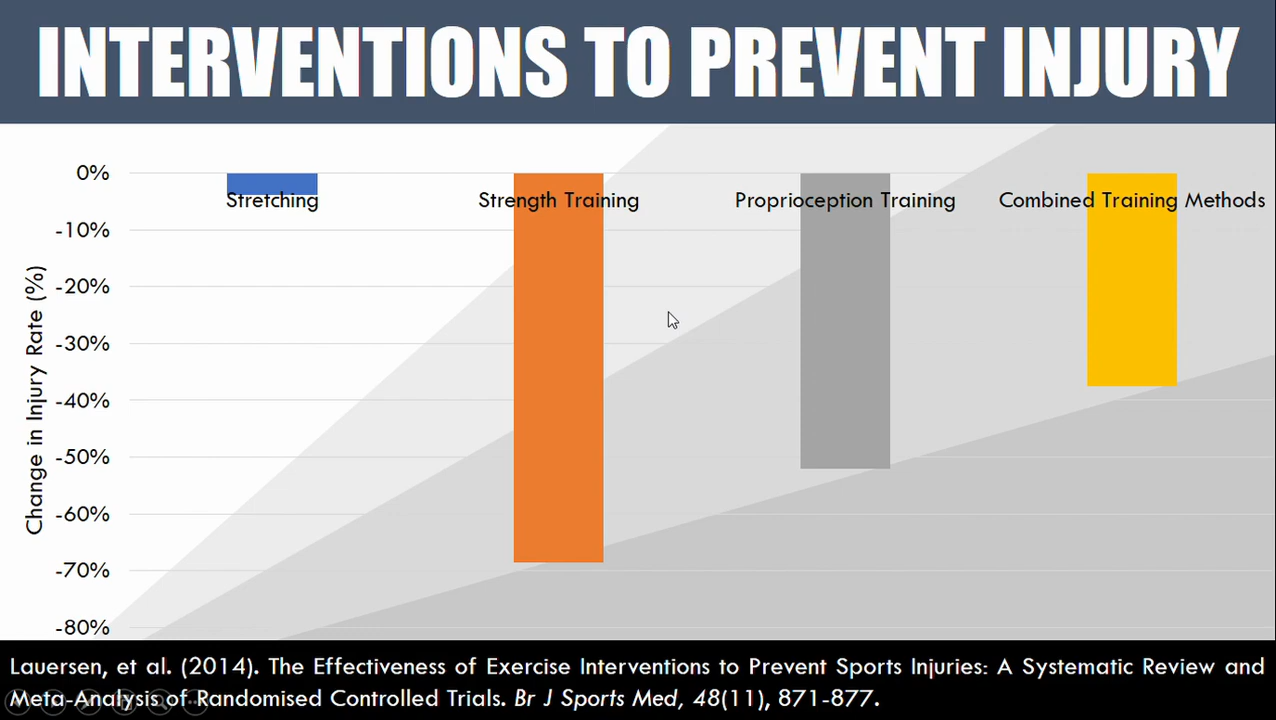 INTERVENTIONS TO PREVENT INJURY
0%
Stretching
Strength Training
Proprioception Training
Combined Training Methods
-10%
-20%
-30%
-40%
-50%
-60%
-70%
-80%
Change in Injury Rate (%)
Lauersen, et al. (2014). The Effectiveness of Exercise Interventions to Prevent Sports Injuries: A Systematic Review and
Meta-Analysis of Randomised Controlled Trials. Br J Sports Med, 48(11), 871-877.